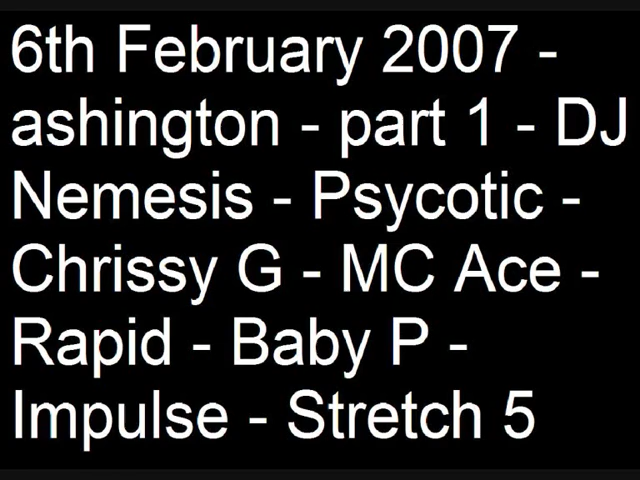 6th February 2007 -
ashington - part 1 - DJ
Nemesis - Psycotic -
Chrissy G - MC Ace -
Rapid - Baby P -
Impulse - Stretch 5